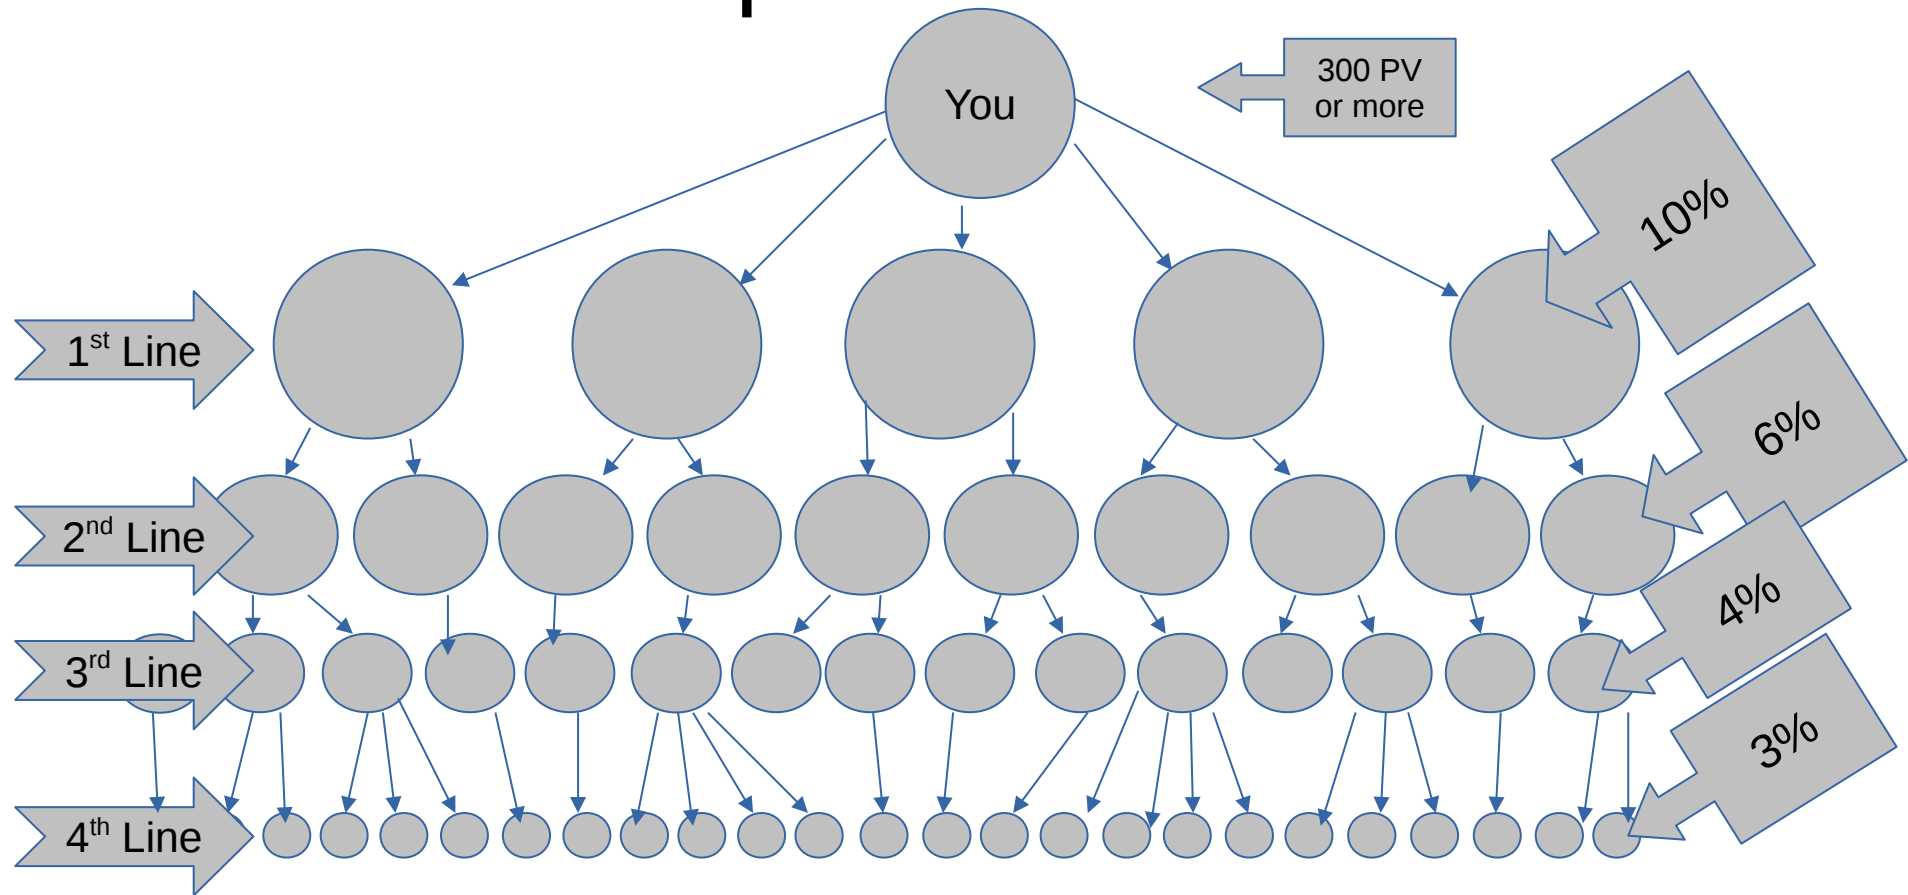 You
300 PV
or more
10%
1st Line
6%
2nd Line
4%
3rd Line
3%
4th Line